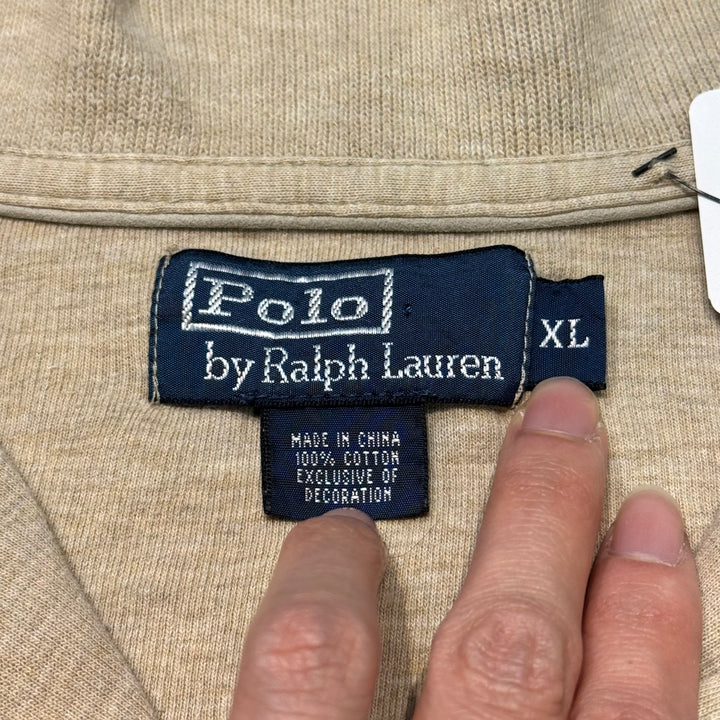 Polo
by Ralph Lauren
XL
MADE IN CHINA
100% COTTON
EXCLUSIVE OF
DECORATION